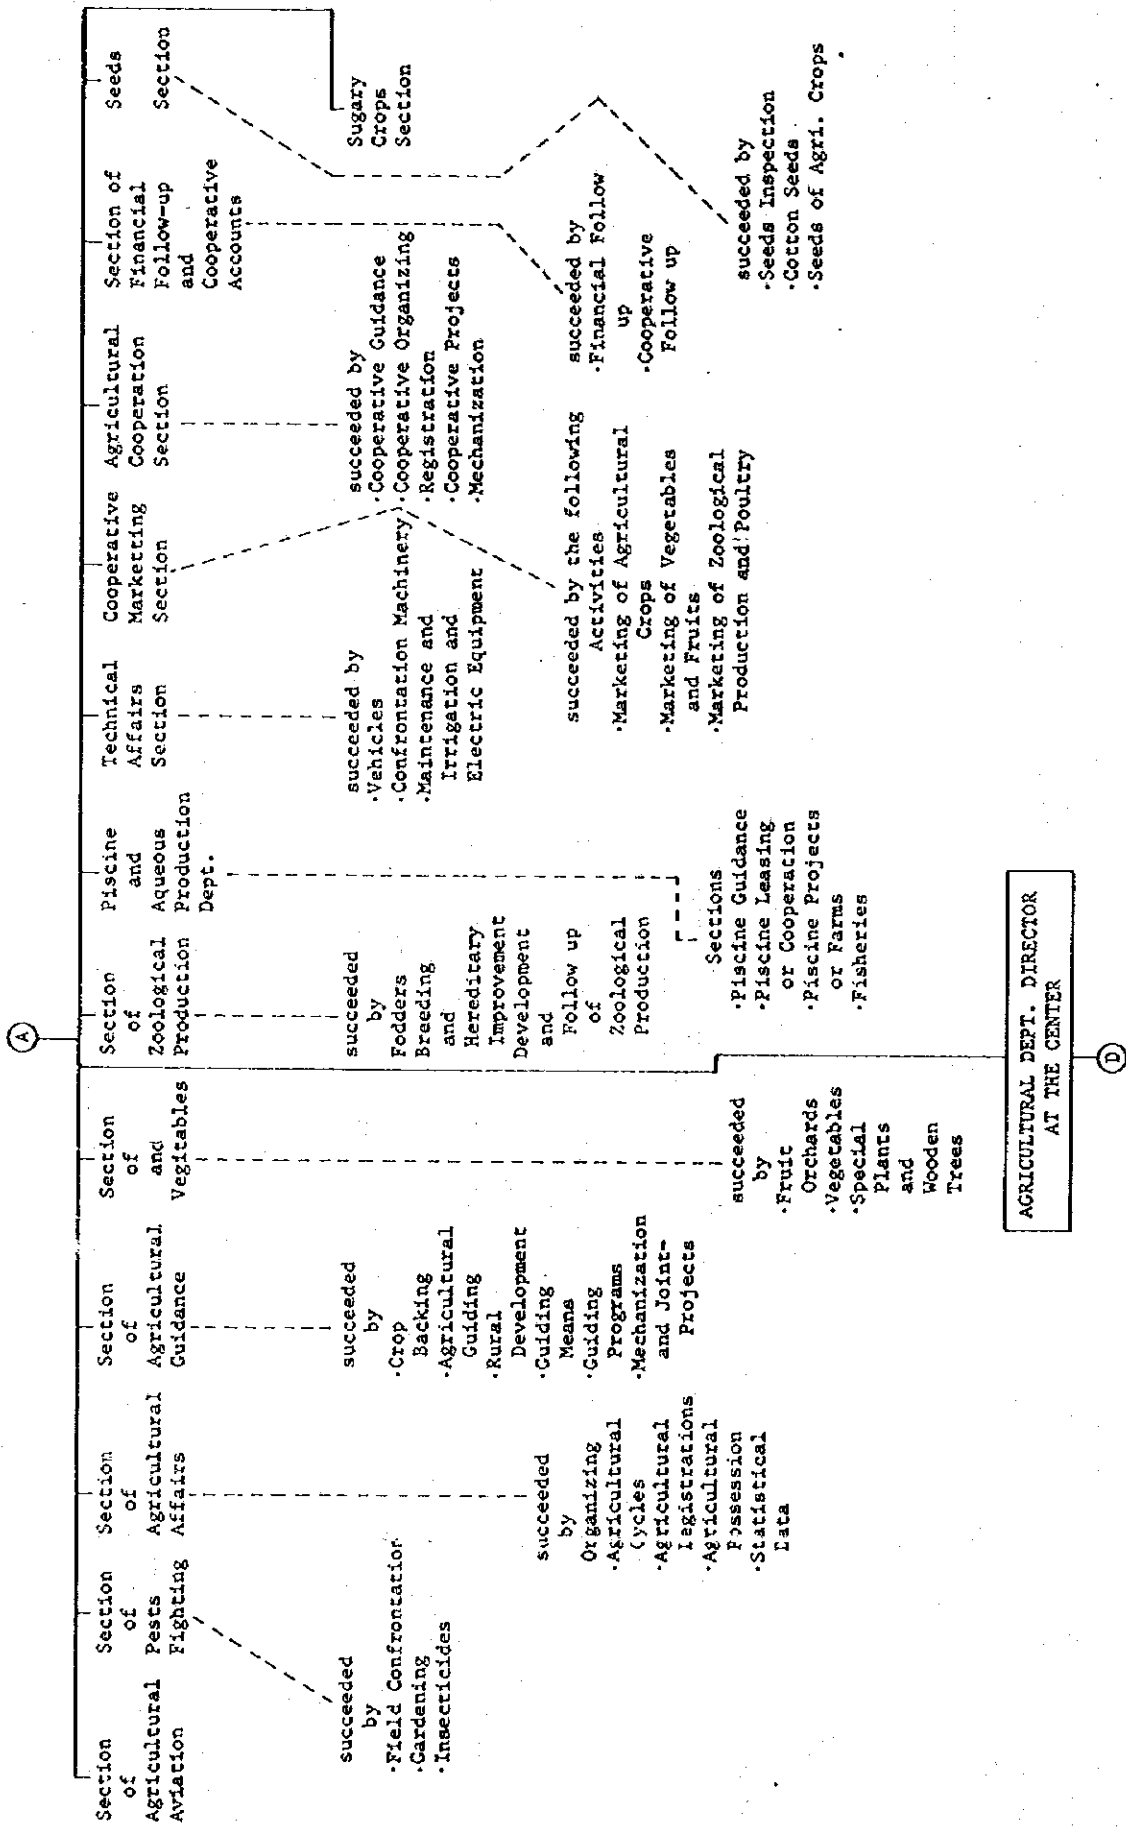 A
Section
of
Agricultural
Aviation
Section
of
Pests
Fighting
Section
of
Agricultural
Affairs
Section
of
Agricultural
Guidance
Section
of
and
Vegitables
Section
of
Zoological
Production
Piscine
and
Aqueous
Production
Dept.
Technical
Affairs
Section
Cooperative
Marketting
Section
Agricultural
Cooperation
Section
Section of
Financial
Follow-up
and
Cooperative
Accounts
Seeds
Section
Sugary
Crops
Section
succeeded
by
·Field Confrontation
·Gardening
·Insecticides
succeeded
by
Organizing
·Agricultural
Cycles
·Agricultural
Legistrations
·Agricultural
Possession
·Statistical
Data
succeeded
by
·Crop
Backing
·Agricultural
Guiding
·Rural
Development
·Guiding
Means
·Guiding
Programs
·Mechanization
and Joint-
Projects
succeeded
by
·Fruit
Orchards
·Vegetables
·Special
Plants
and
Wooden
Trees
succeeded
by
Fodders
Breeding
and
Hereditary
Improvement
Development
and
Follow up
of
Zoological
Production
Sections
·Piscine Guidance
·Piscine Leasing
or Cooperation
·Piscine Projects
or Farms
·Fisheries
succeeded by
·Vehicles
·Confrontation Machinery
·Maintenance and
Irrigation and
Electric Equipment
succeeded by the following
Activities
·Marketing of Agricultural
Crops
·Marketing of Vegetables
and Fruits
·Marketing of Zoological
Production and Poultry
succeeded by
·Cooperative Guidance
·Cooperative Organizing
·Registration
·Cooperative Projects
·Mechanization
succeeded by
·Financial Follow
up
·Cooperative
Follow up
succeeded by
·Seeds Inspection
·Cotton Seeds
·Seeds of Agri. Crops
AGRICULTURAL DEPT. DIRECTOR
AT THE CENTER
D